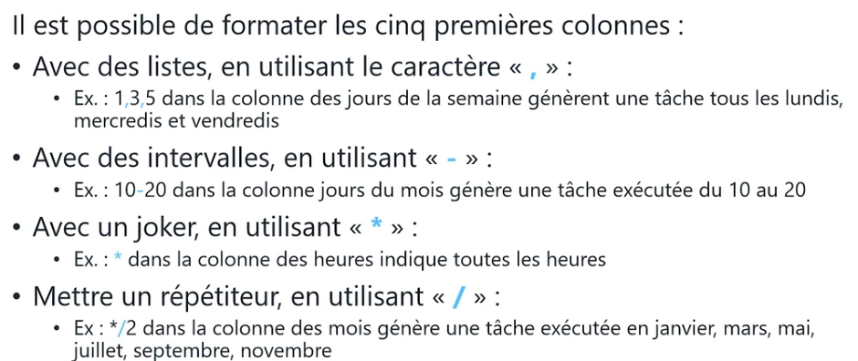 Il est possible de formater les cinq premières colonnes :
• Avec des listes, en utilisant le caractère « , » :
• Ex. : 1,3,5 dans la colonne des jours de la semaine génèrent une tâche tous les lundis,
mercredis et vendredis
• Avec des intervalles, en utilisant « - » :
• Ex. : 10-20 dans la colonne jours du mois génère une tâche exécutée du 10 au 20
• Avec un joker, en utilisant « * » :
• Ex. : * dans la colonne des heures indique toutes les heures
• Mettre un répétiteur, en utilisant « / » :
• Ex : */2 dans la colonne des mois génère une tâche exécutée en janvier, mars, mai,
juillet, septembre, novembre